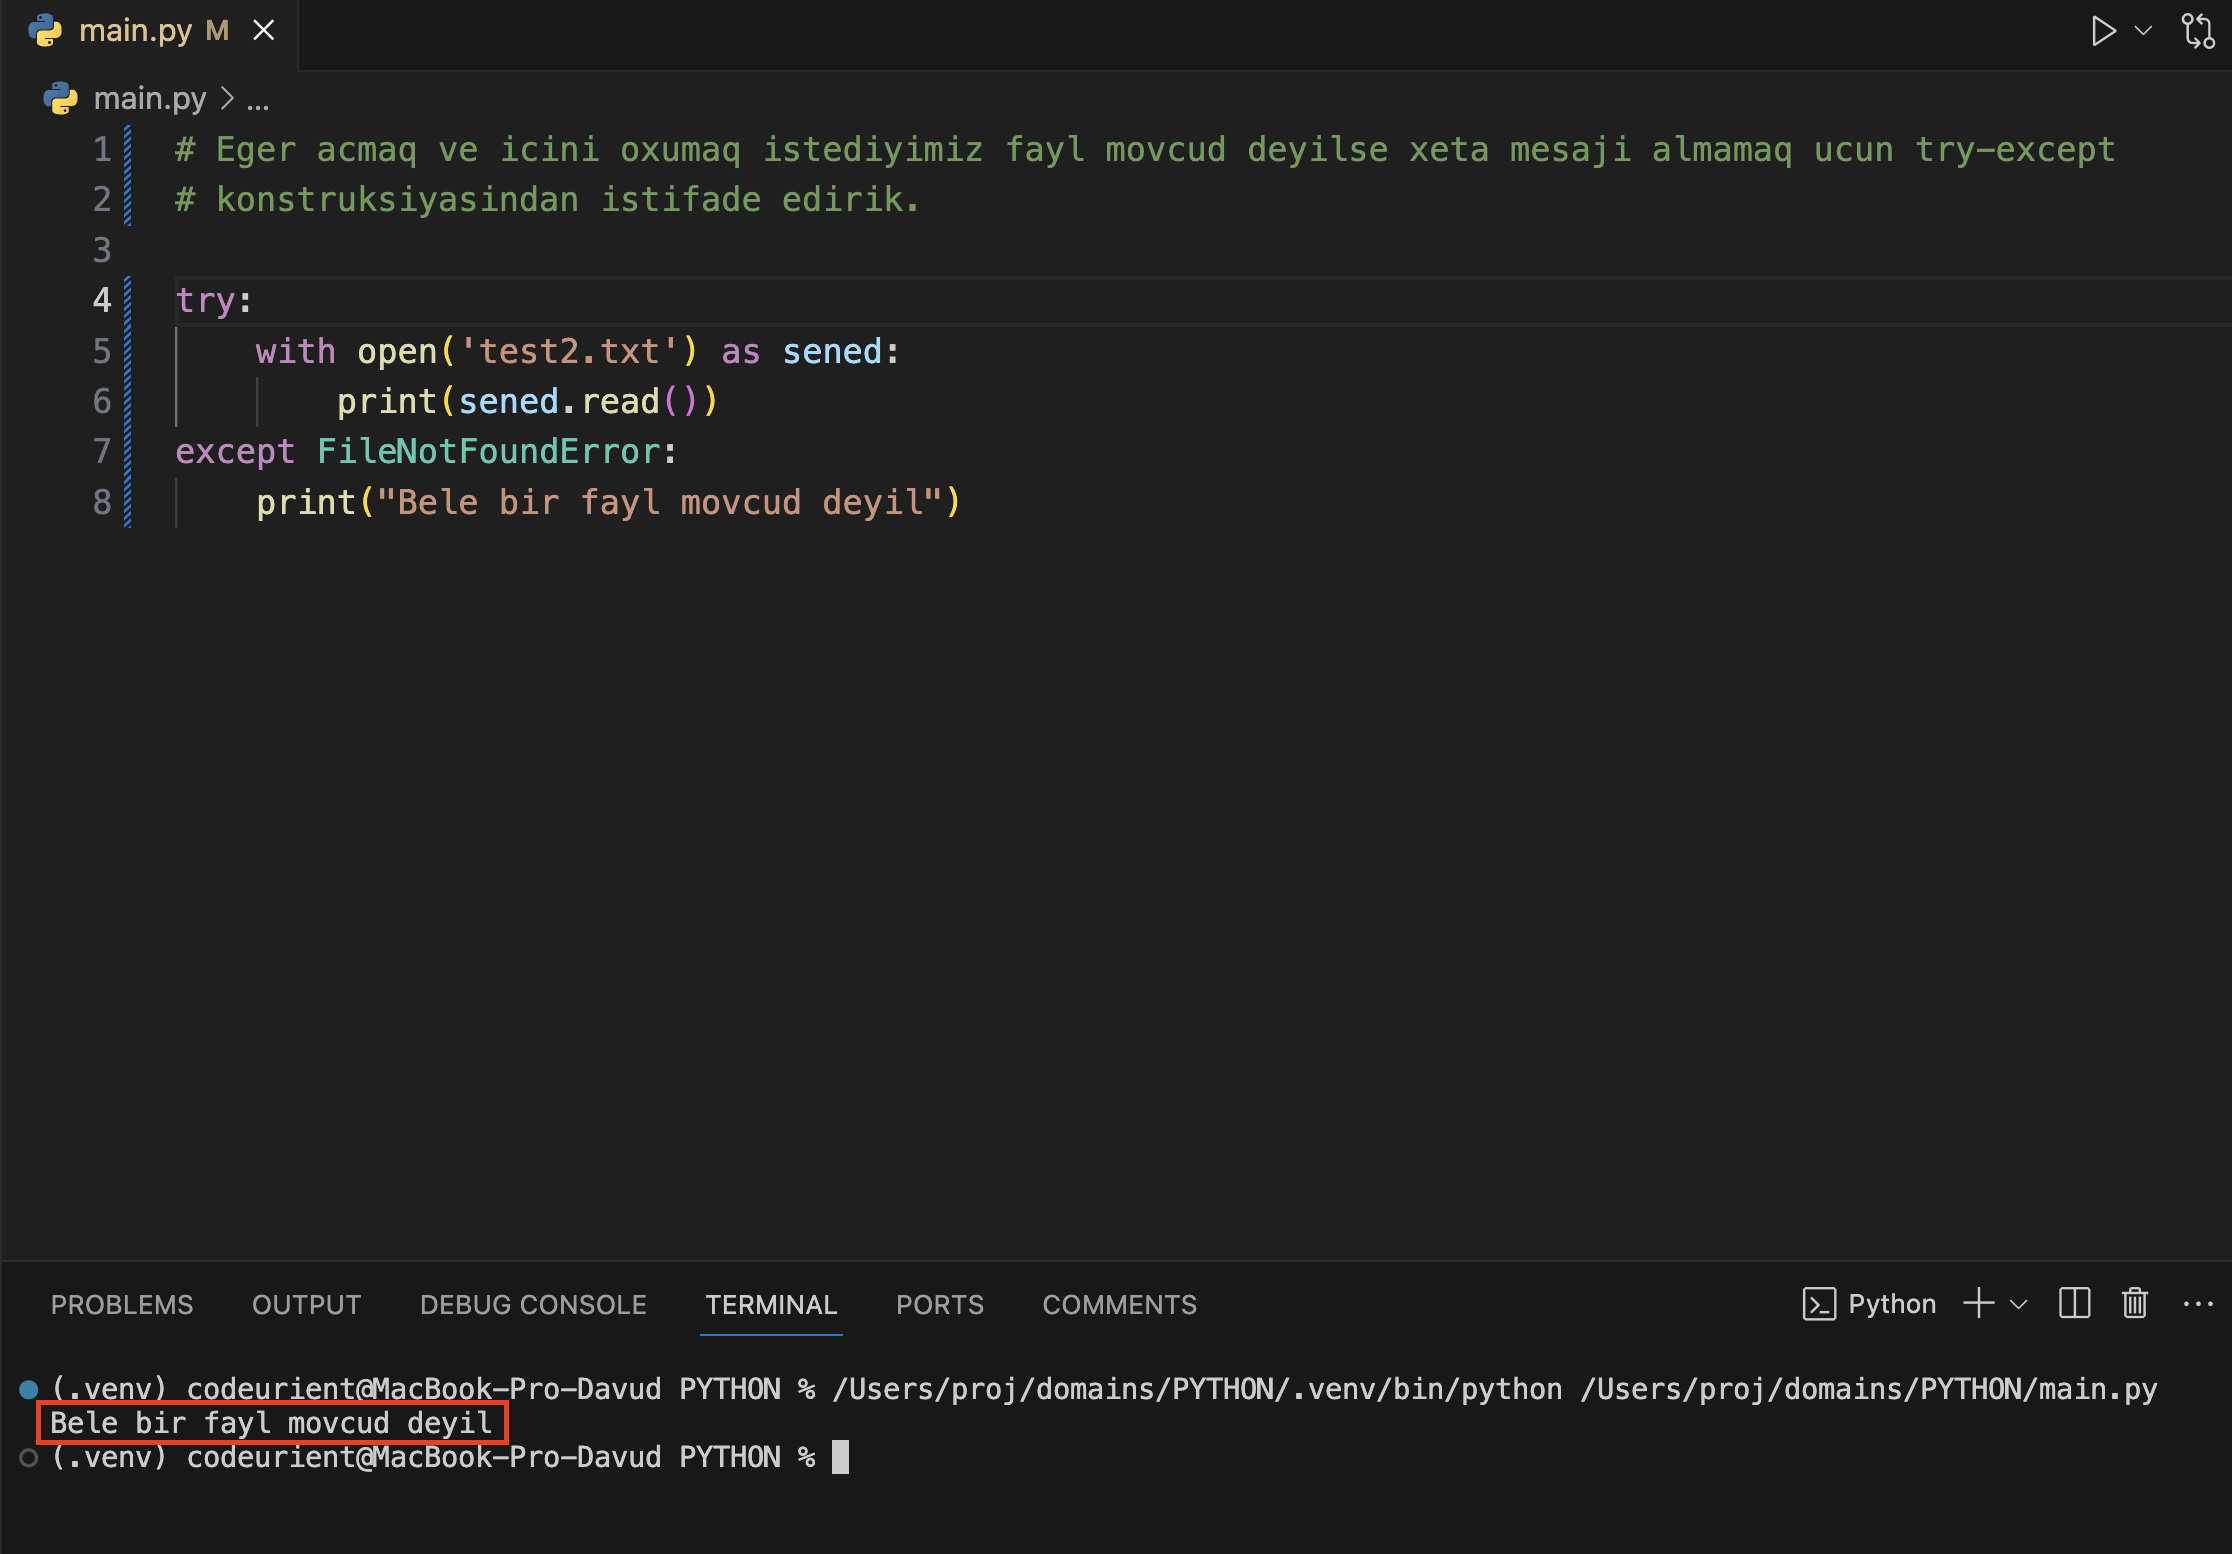 main.py M
main.py > ...
1 # Eger acmaq ve icini oxumaq istediyimiz fayl movcud deyilse xeta mesaji almamaq ucun try-except
2 # konstruksiyasindan istifade edirik.
3
4 try:
5     with open('test2.txt') as sened:
6         print(sened.read())
7 except FileNotFoundError:
8     print("Bele bir fayl movcud deyil")
PROBLEMS OUTPUT DEBUG CONSOLE TERMINAL PORTS COMMENTS Python
(.venv) codeurient@MacBook-Pro-Davud PYTHON % /Users/proj/domains/PYTHON/.venv/bin/python /Users/proj/domains/PYTHON/main.py
Bele bir fayl movcud deyil
(.venv) codeurient@MacBook-Pro-Davud PYTHON %